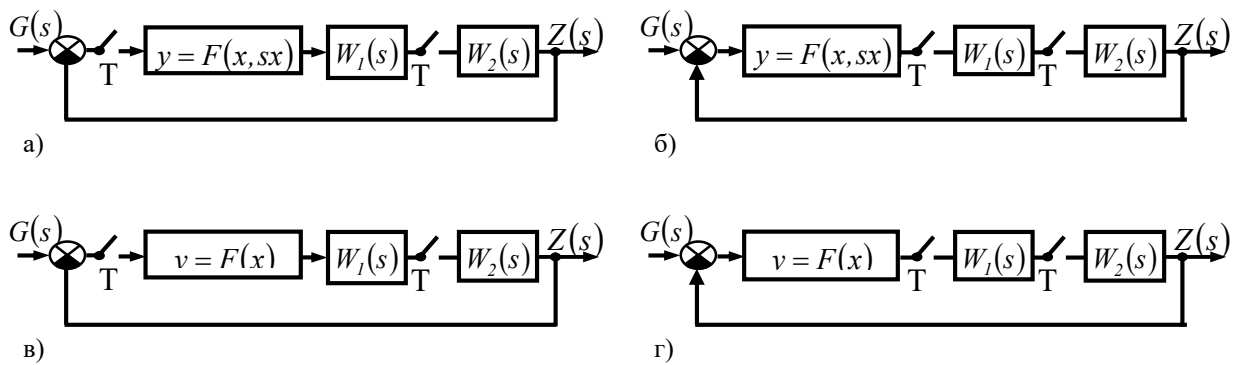 G(s) T y = F(x, sx) W₁(s) T W₂(s) Z(s)
а)
G(s) y = F(x, sx) T W₁(s) T W₂(s) Z(s)
б)
G(s) T y = F(x) W₁(s) T W₂(s) Z(s)
в)
G(s) y = F(x) T W₁(s) T W₂(s) Z(s)
г)